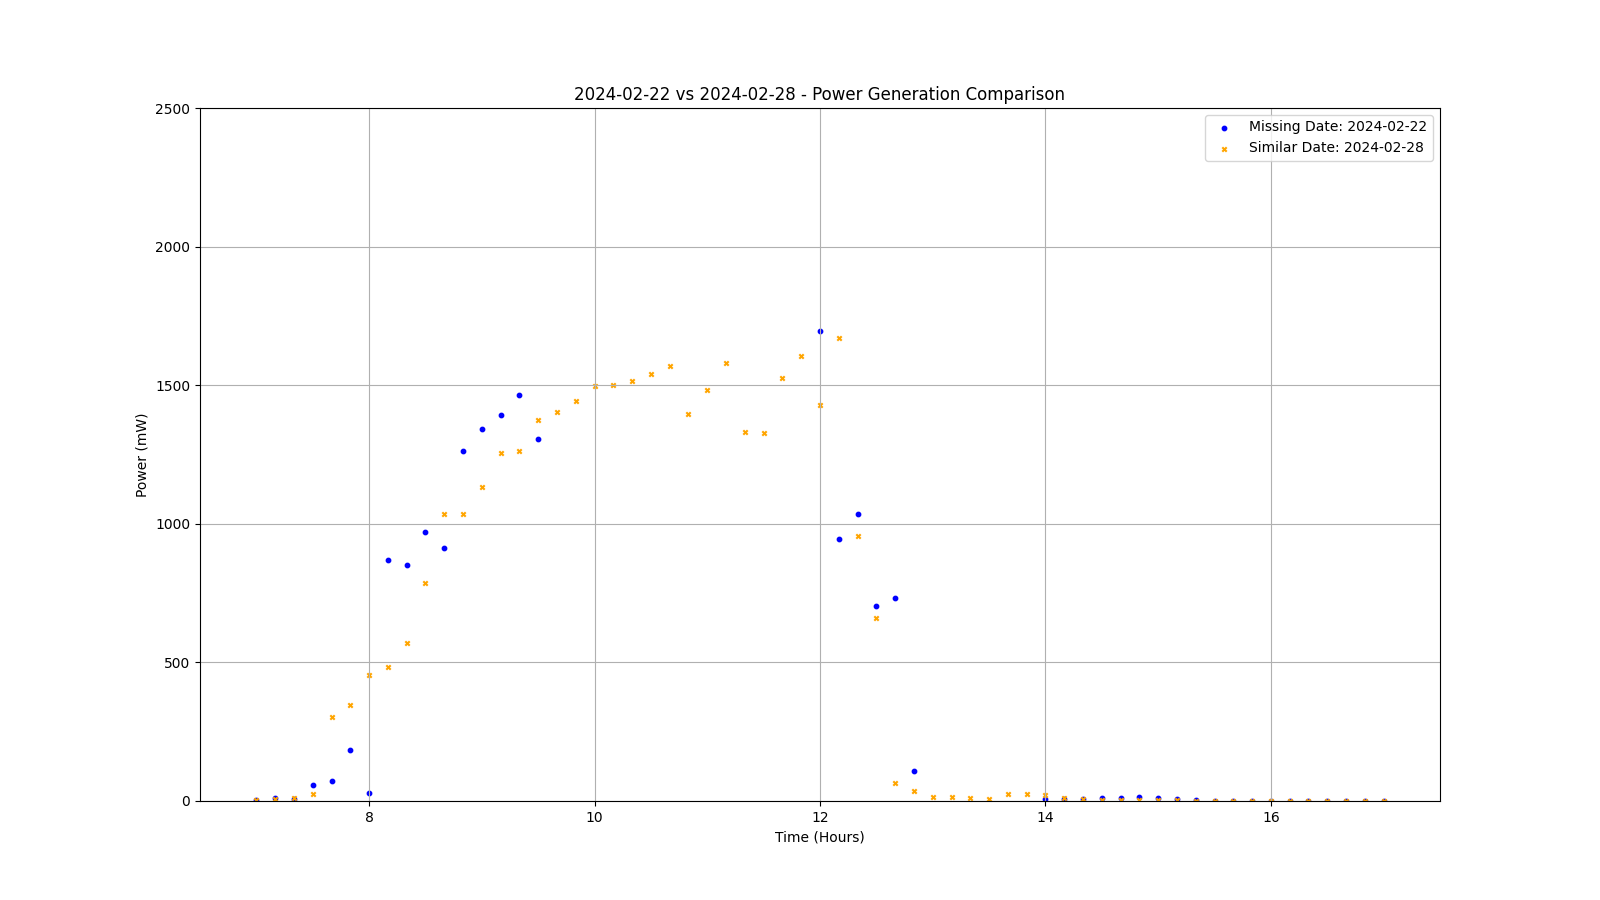 2024-02-22 vs 2024-02-28 - Power Generation Comparison
Missing Date: 2024-02-22
Similar Date: 2024-02-28
Power (mW)
2500
2000
1500
1000
500
0
8 10 12 14 16
Time (Hours)